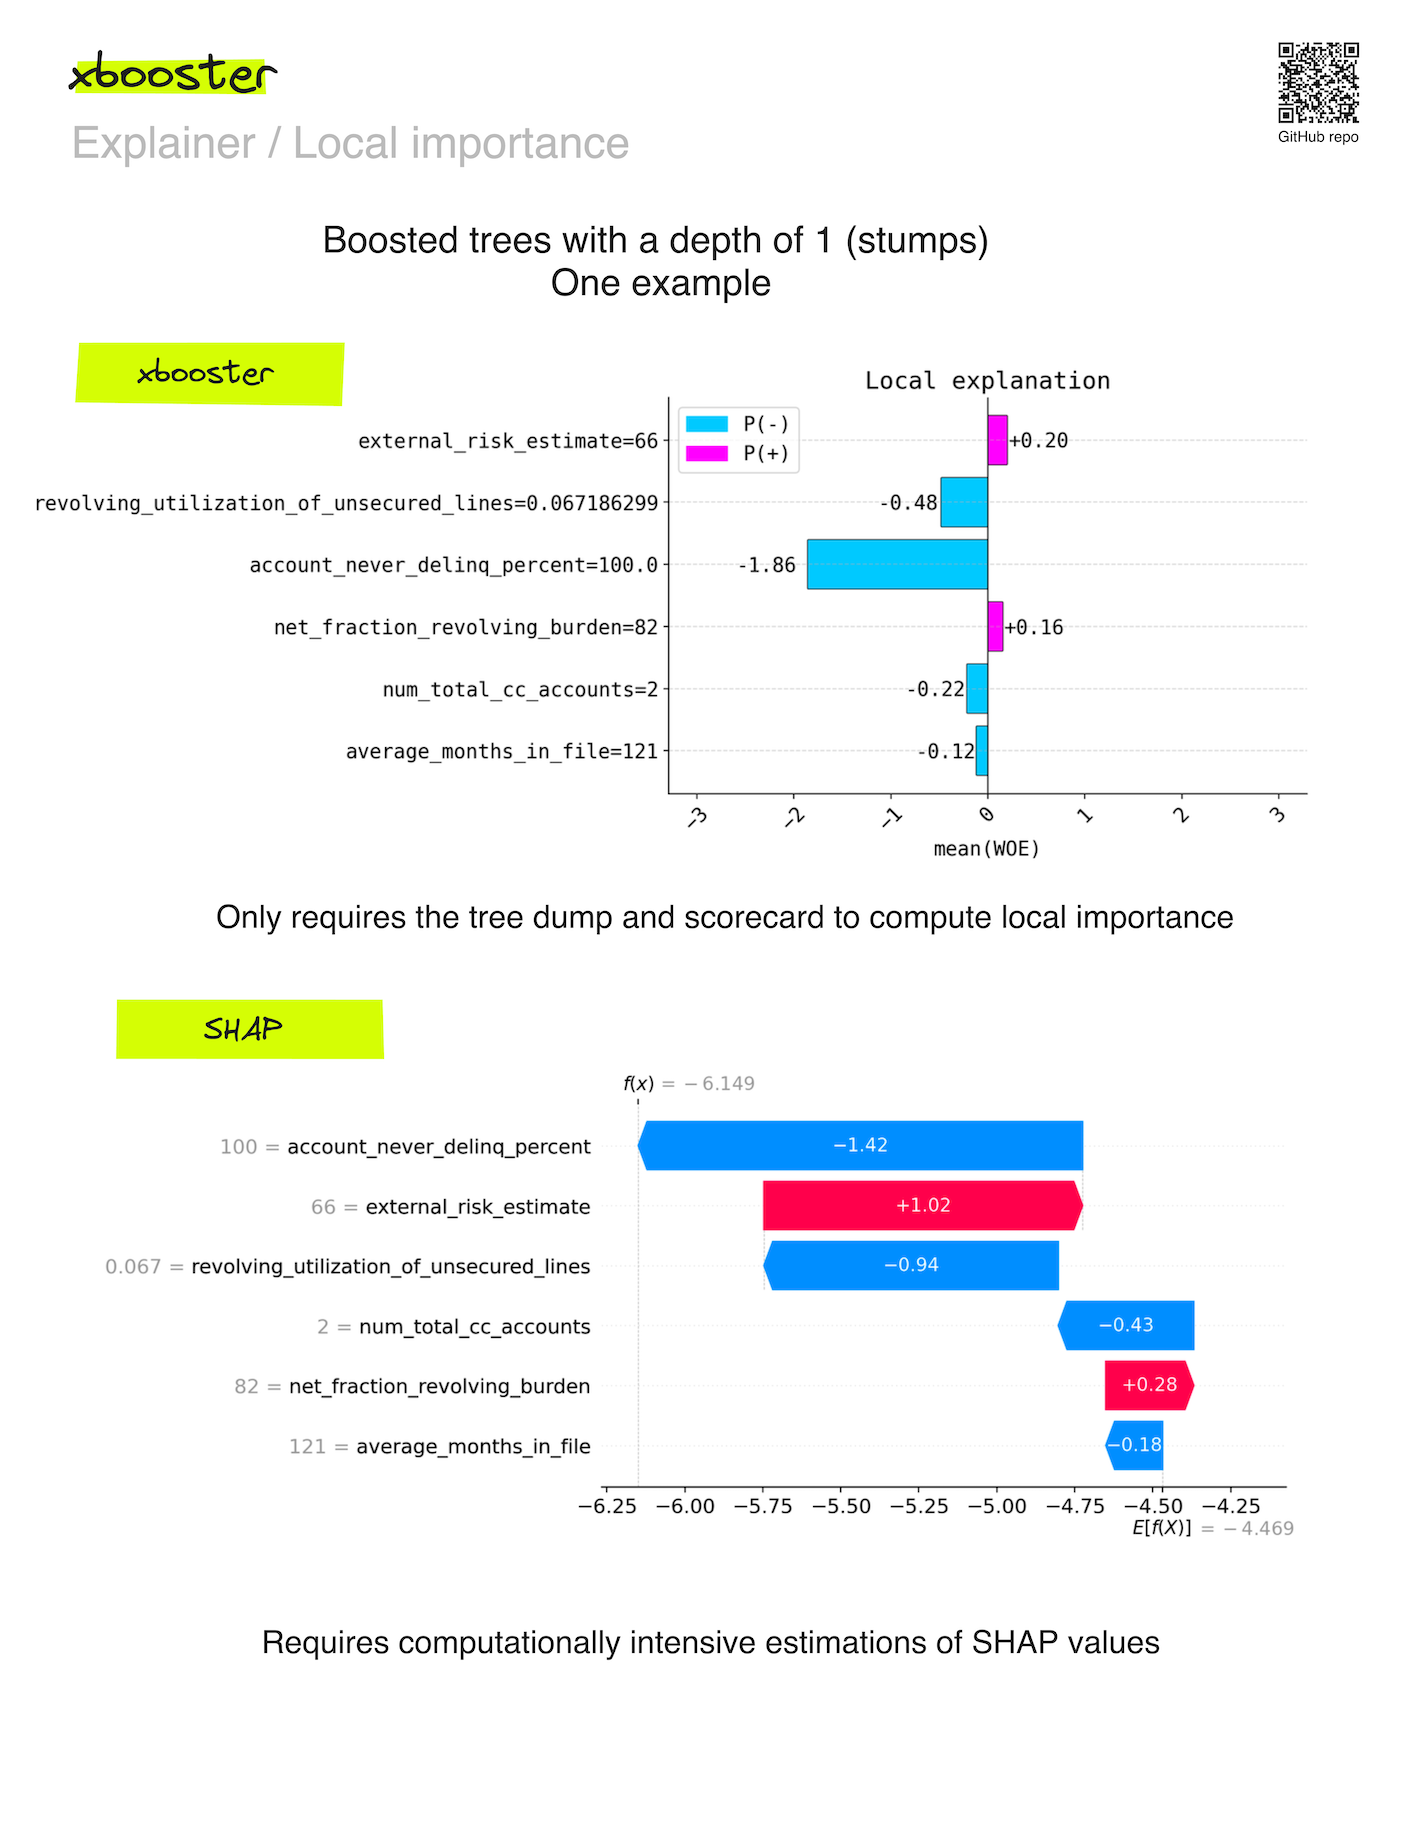 xbooster
GitHub repo
Explainer / Local importance
Boosted trees with a depth of 1 (stumps)
One example
xbooster
Local explanation
P(-)
P(+)
external_risk_estimate=66
+0.20
revolving_utilization_of_unsecured_lines=0.067186299
-0.48
account_never_delinq_percent=100.0
-1.86
net_fraction_revolving_burden=82
+0.16
num_total_cc_accounts=2
-0.22
average_months_in_file=121
-0.12
−3 −2 −1 0 1 2 3
mean(WOE)
Only requires the tree dump and scorecard to compute local importance
SHAP
f(x) = −6.149
100 = account_never_delinq_percent
−1.42
66 = external_risk_estimate
+1.02
0.067 = revolving_utilization_of_unsecured_lines
−0.94
2 = num_total_cc_accounts
−0.43
82 = net_fraction_revolving_burden
+0.28
121 = average_months_in_file
−0.18
−6.25 −6.00 −5.75 −5.50 −5.25 −5.00 −4.75 −4.50 −4.25
E[f(X)] = −4.469
Requires computationally intensive estimations of SHAP values